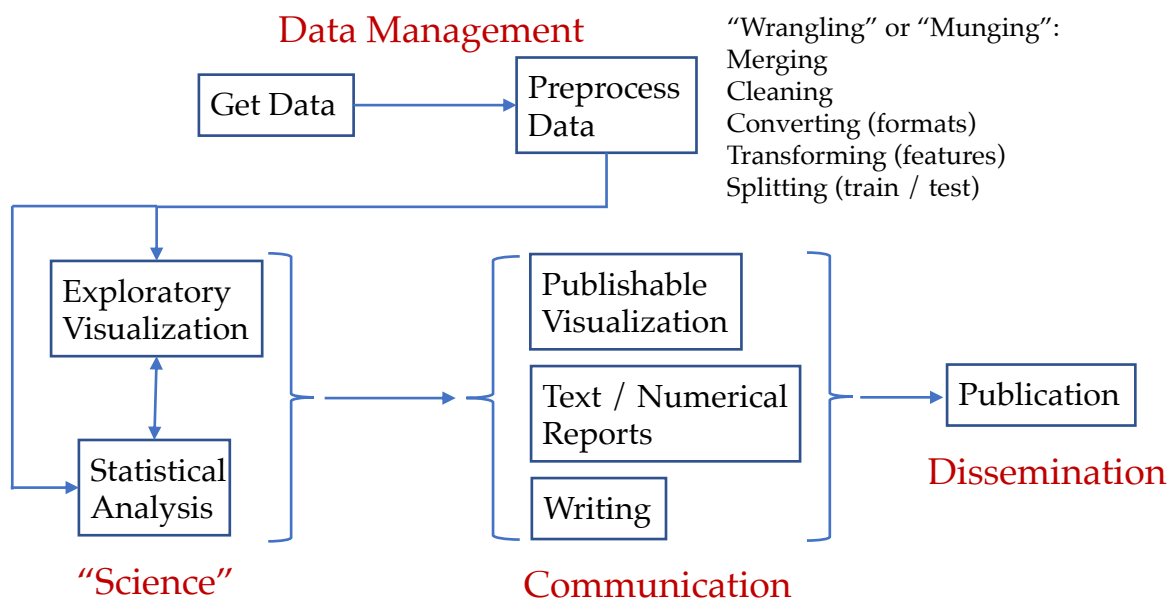 Data Management
Get Data
Preprocess
Data
“Wrangling” or “Munging”:
Merging
Cleaning
Converting (formats)
Transforming (features)
Splitting (train / test)
Exploratory
Visualization
Statistical
Analysis
“Science”
Publishable
Visualization
Text / Numerical
Reports
Writing
Communication
Publication
Dissemination